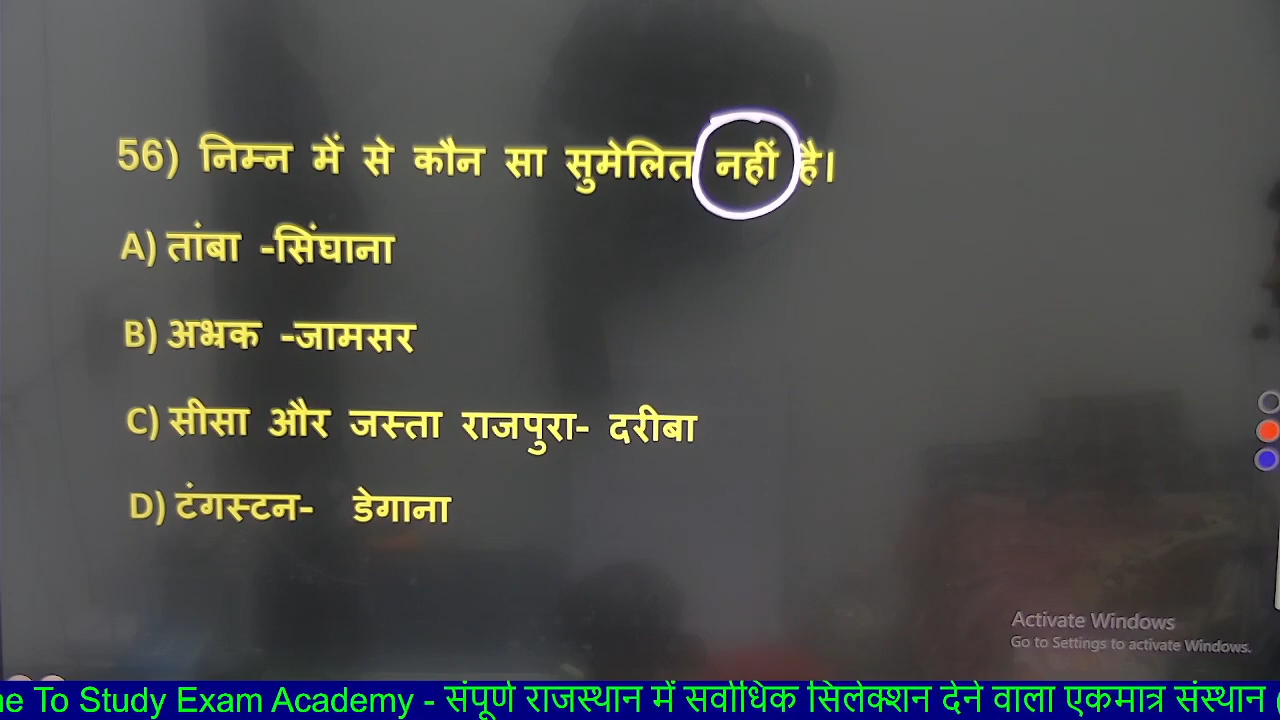 56) निम्न में से कौन सा सुमेलित नहीं है।
A) तांबा -सिंघाना
B) अभ्रक -जामसर
C) सीसा और जस्ता राजपुरा- दरीबा
D) टंगस्टन- डेगाना
Activate Windows
Go to Settings to activate Windows.
To Study Exam Academy - संपूर्ण राजस्थान में सर्वाधिक सिलेक्शन देने वाला एकमात्र संस्थान